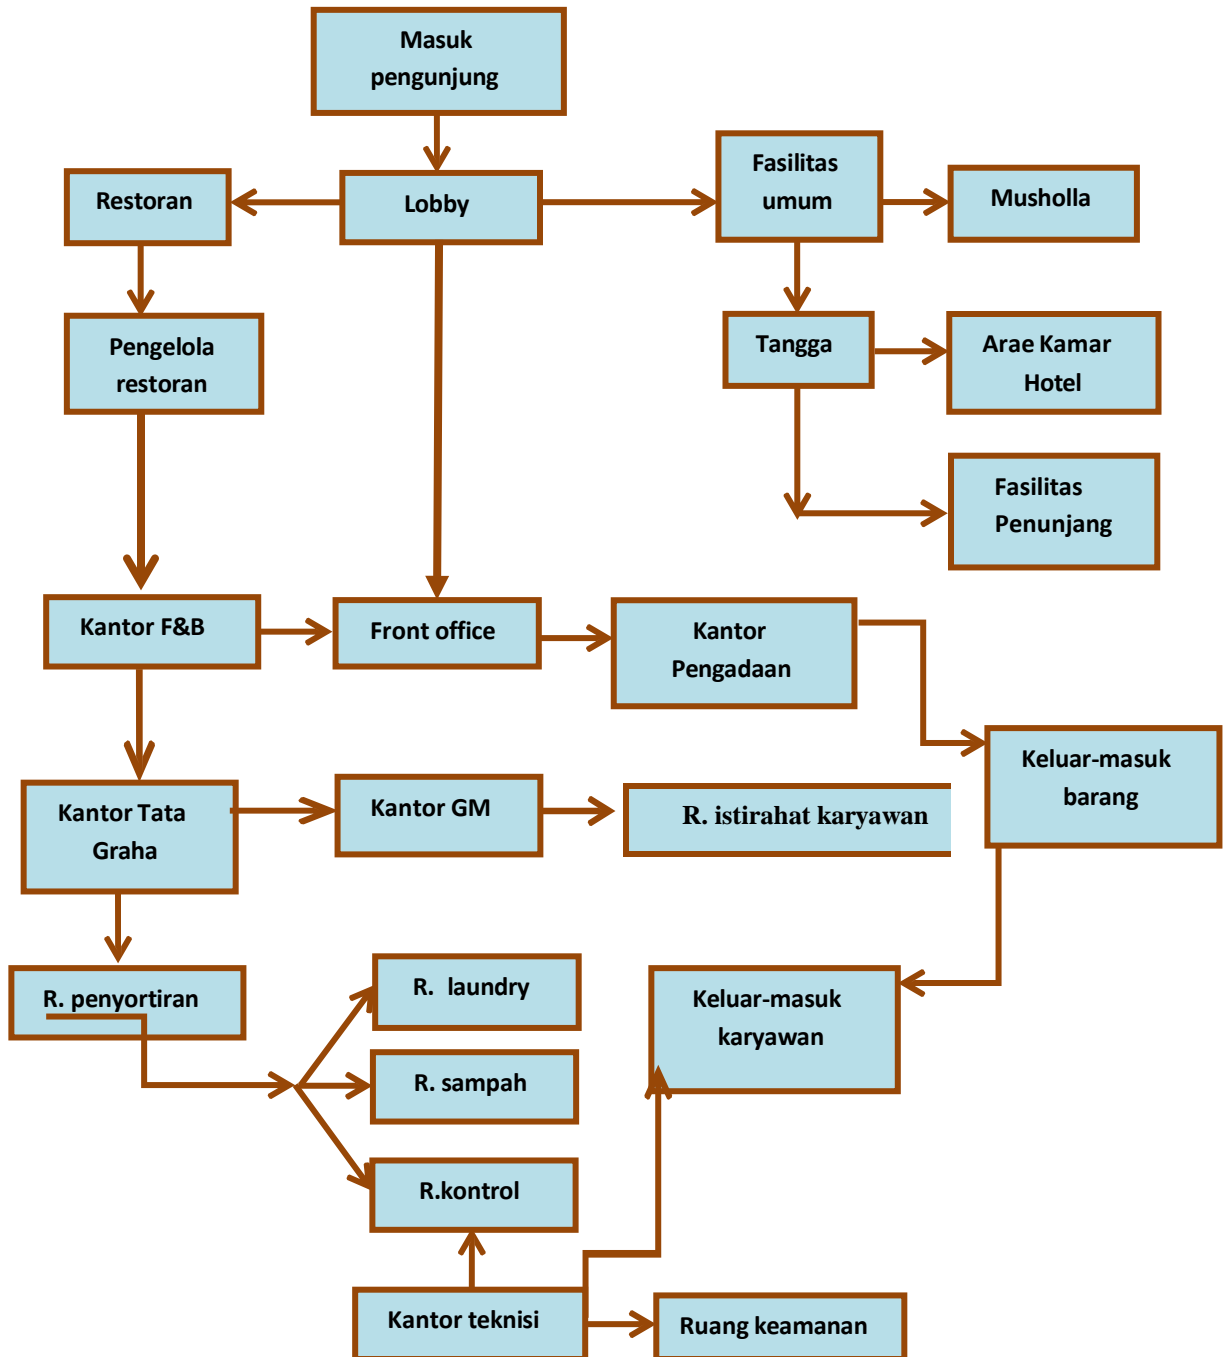 Masuk
pengunjung
Restoran
Lobby
Fasilitas
umum
Musholla
Pengelola
restoran
Tangga
Arae Kamar
Hotel
Fasilitas
Penunjang
Kantor F&B
Front office
Kantor
Pengadaan
Keluar-masuk
barang
Kantor Tata
Graha
Kantor GM
R. istirahat karyawan
R. penyortiran
R. laundry
Keluar-masuk
karyawan
R. sampah
R.kontrol
Kantor teknisi
Ruang keamanan